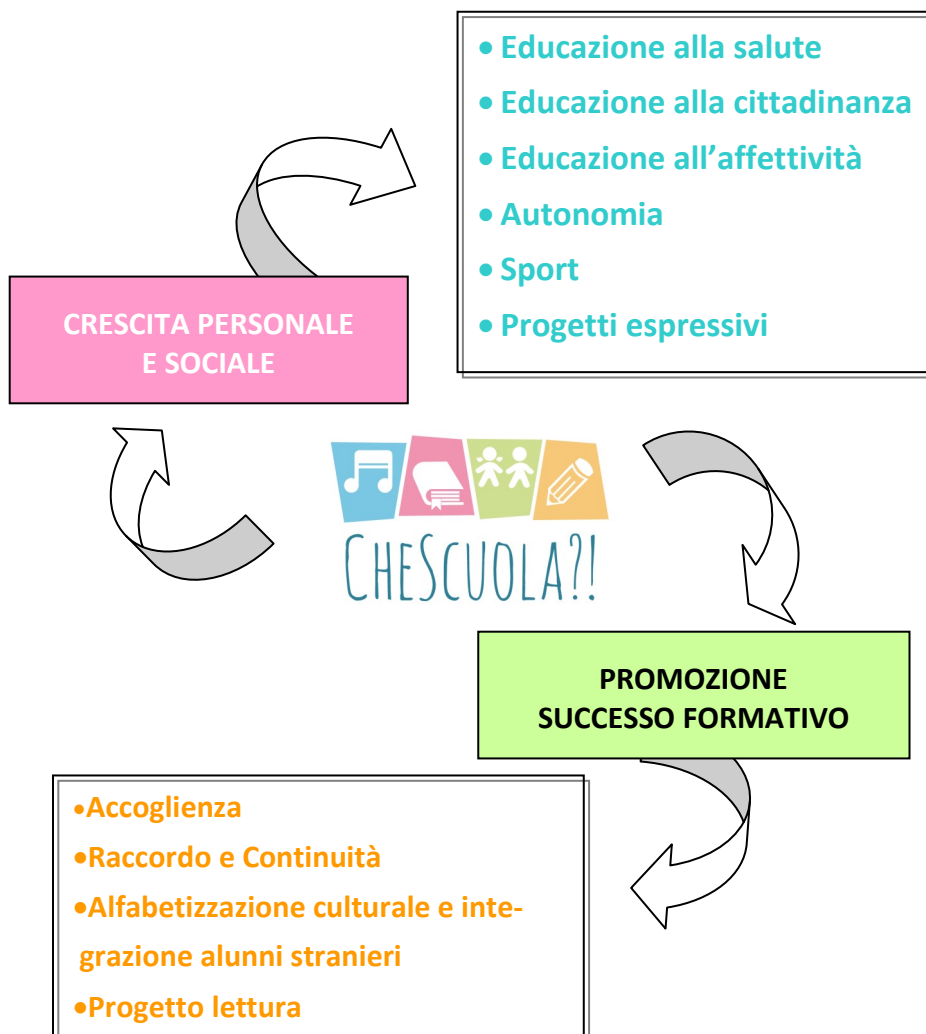 • Educazione alla salute
• Educazione alla cittadinanza
• Educazione all’affettività
• Autonomia
• Sport
• Progetti espressivi
CRESCITA PERSONALE
E SOCIALE
CHESCUOLA?!
PROMOZIONE
SUCCESSO FORMATIVO
•Accoglienza
•Raccordo e Continuità
•Alfabetizzazione culturale e inte-
grazione alunni stranieri
•Progetto lettura